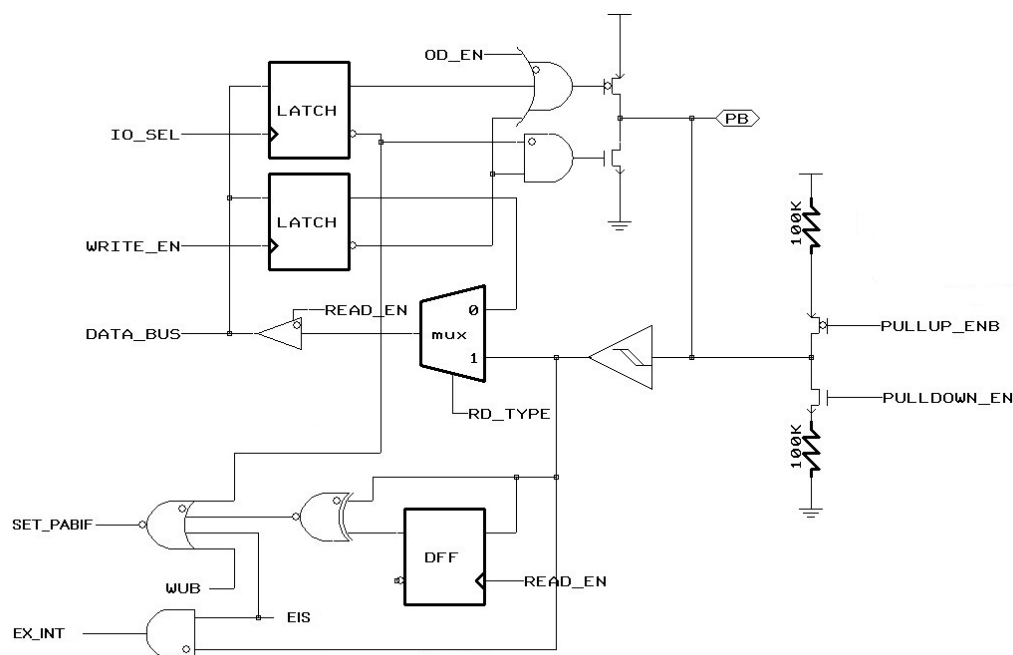 OD_EN
LATCH
IO_SEL
PB
LATCH
WRITE_EN
100K
READ_EN
0
mux
DATA_BUS
PULLUP_ENB
1
PULLDOWN_EN
RD_TYPE
100K
SET_PABIF
DFF
READ_EN
WUB
EIS
EX_INT